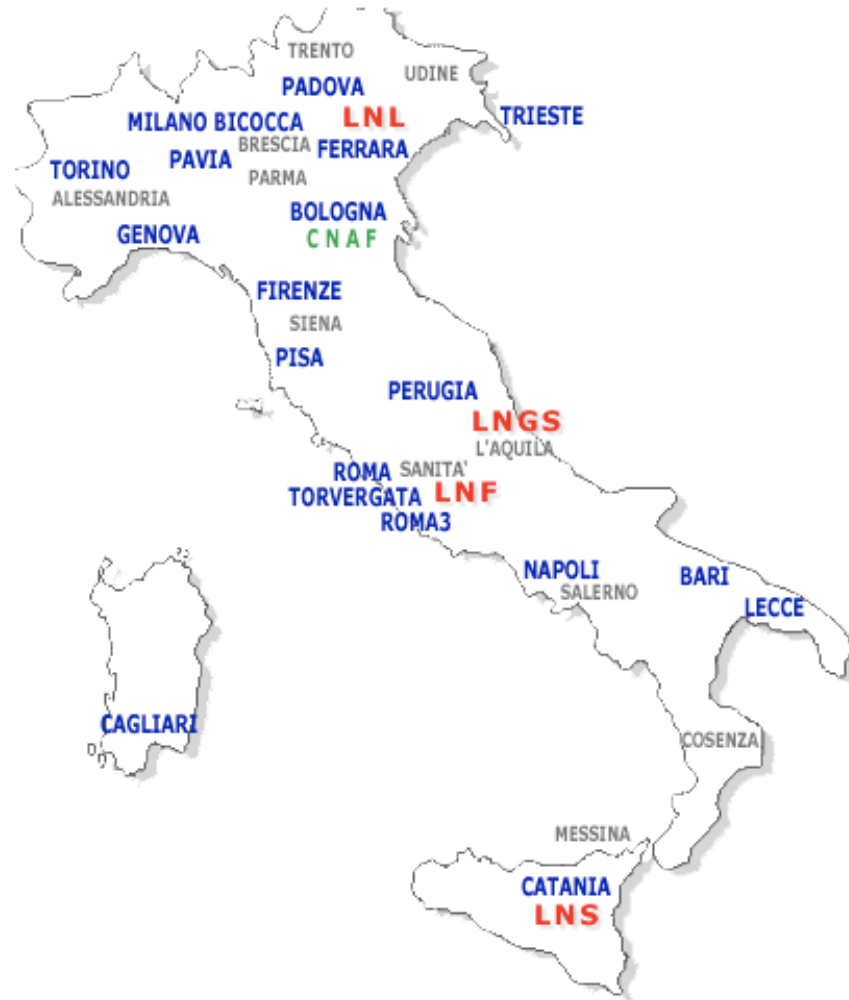 TRENTO
UDINE
PADOVA
LNL
TRIESTE
MILANO BICOCCA
BRESCIA
FERRARA
PAVIA
TORINO
PARMA
ALESSANDRIA
BOLOGNA
GENOVA
CNAF
FIRENZE
SIENA
PISA
PERUGIA
LNGS
L'AQUILA
ROMA
SANITA'
TORVERGATA
LNF
ROMA3
NAPOLI
BARI
SALERNO
LECCE
CAGLIARI
COSENZA
MESSINA
CATANIA
LNS